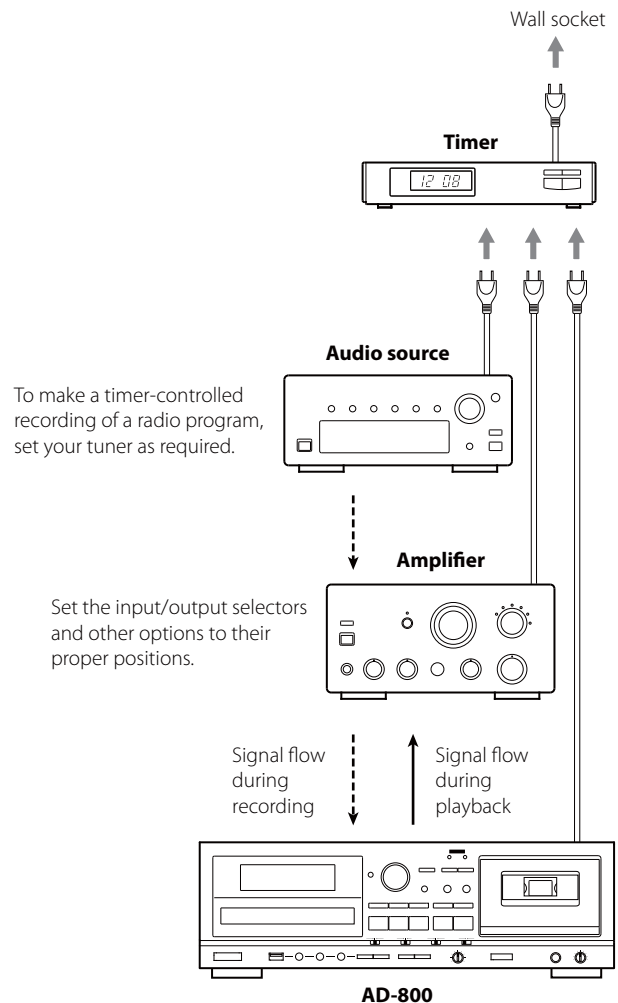 Wall socket
Timer
12 08
Audio source
To make a timer-controlled
recording of a radio program,
set your tuner as required.
Amplifier
Set the input/output selectors
and other options to their
proper positions.
Signal flow
during
recording
Signal flow
during
playback
AD-800